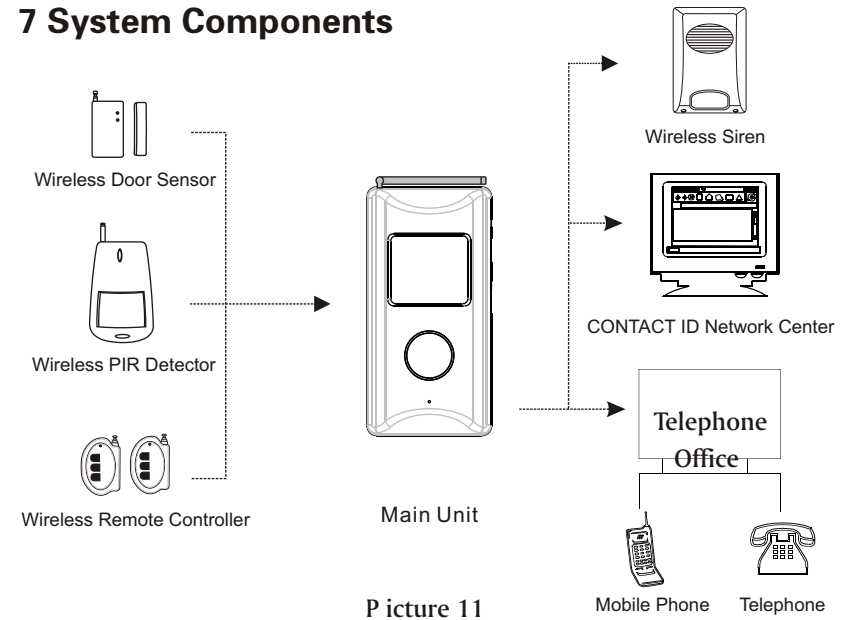 7 System Components
Wireless Door Sensor
Wireless PIR Detector
Wireless Remote Controller
Main Unit
Wireless Siren
CONTACT ID Network Center
Telephone
Office
Mobile Phone
Telephone
P icture 11